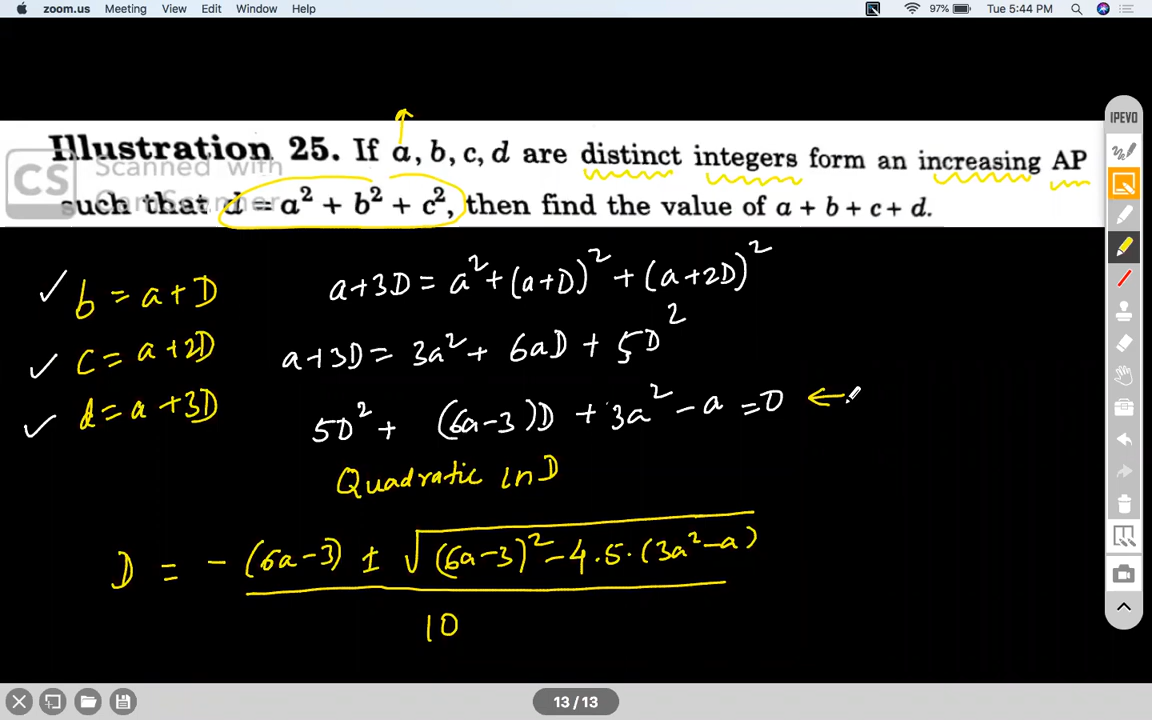 zoom.us Meeting View Edit Window Help 97% Tue 5:44 PM
IPEVO
Illustration 25. If a, b, c, d are distinct integers form an increasing AP
CS Scanned with
such that d = a² + b² + c², then find the value of a + b + c + d.
b = a + D
a+3D = a² + (a+D)² + (a+2D)²
c = a + 2D
a+3D = 3a² + 6aD + 5D²
d = a + 3D
5D² + (6a-3)D + 3a² - a = 0 ←
Quadratic in D
D = -(6a-3) ± √(6a-3)² - 4.5.(3a²-a)
10
13 / 13